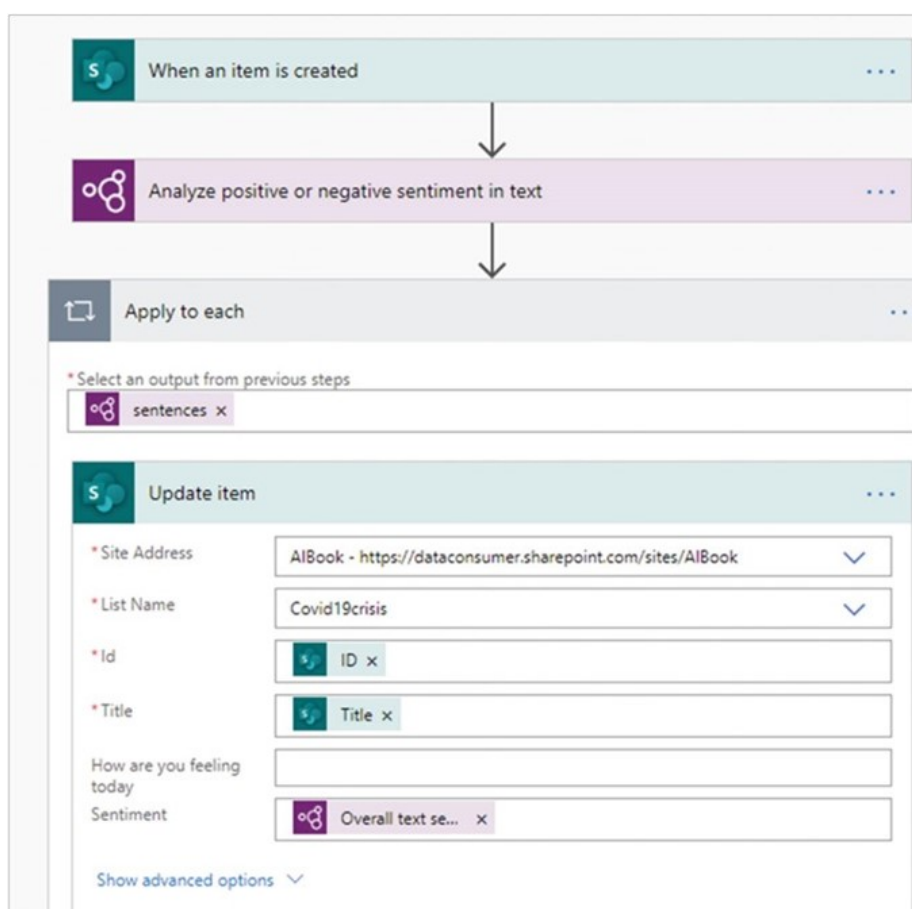 When an item is created
Analyze positive or negative sentiment in text
Apply to each
* Select an output from previous steps
sentences ×
Update item
* Site Address
AIBook - https://dataconsumer.sharepoint.com/sites/AIBook
* List Name
Covid19crisis
* Id
ID ×
* Title
Title ×
How are you feeling
today
Sentiment
Overall text se... ×
Show advanced options